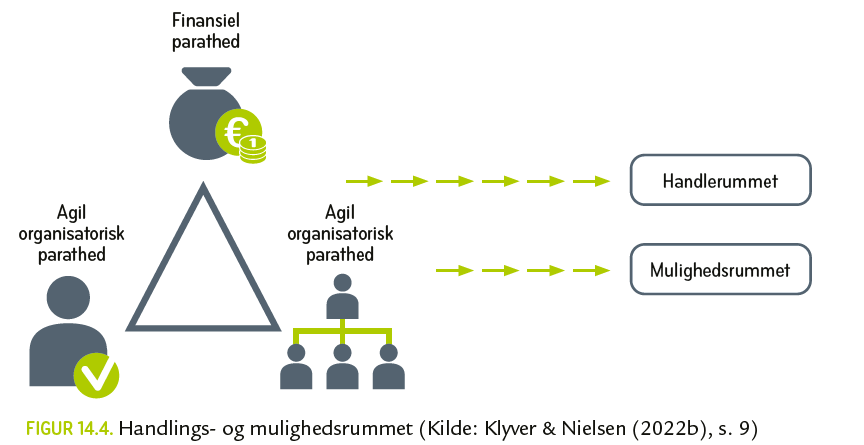 Finansiel
parathed
€
1
Agil
organisatorisk
parathed
Agil
organisatorisk
parathed
Handlerummet
Mulighedsrummet
FIGUR 14.4. Handlings- og mulighedsrummet (Kilde: Klyver & Nielsen (2022b), s. 9)